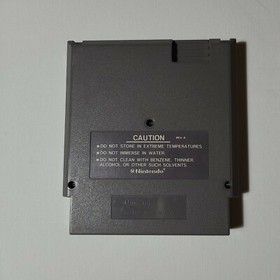 CAUTION
•DO NOT STORE IN EXTREME TEMPERATURES.
•DO NOT IMMERSE IN WATER.
•DO NOT CLEAN WITH BENZENE, THINNER,
ALCOHOL OR OTHER SUCH SOLVENTS.
Nintendo